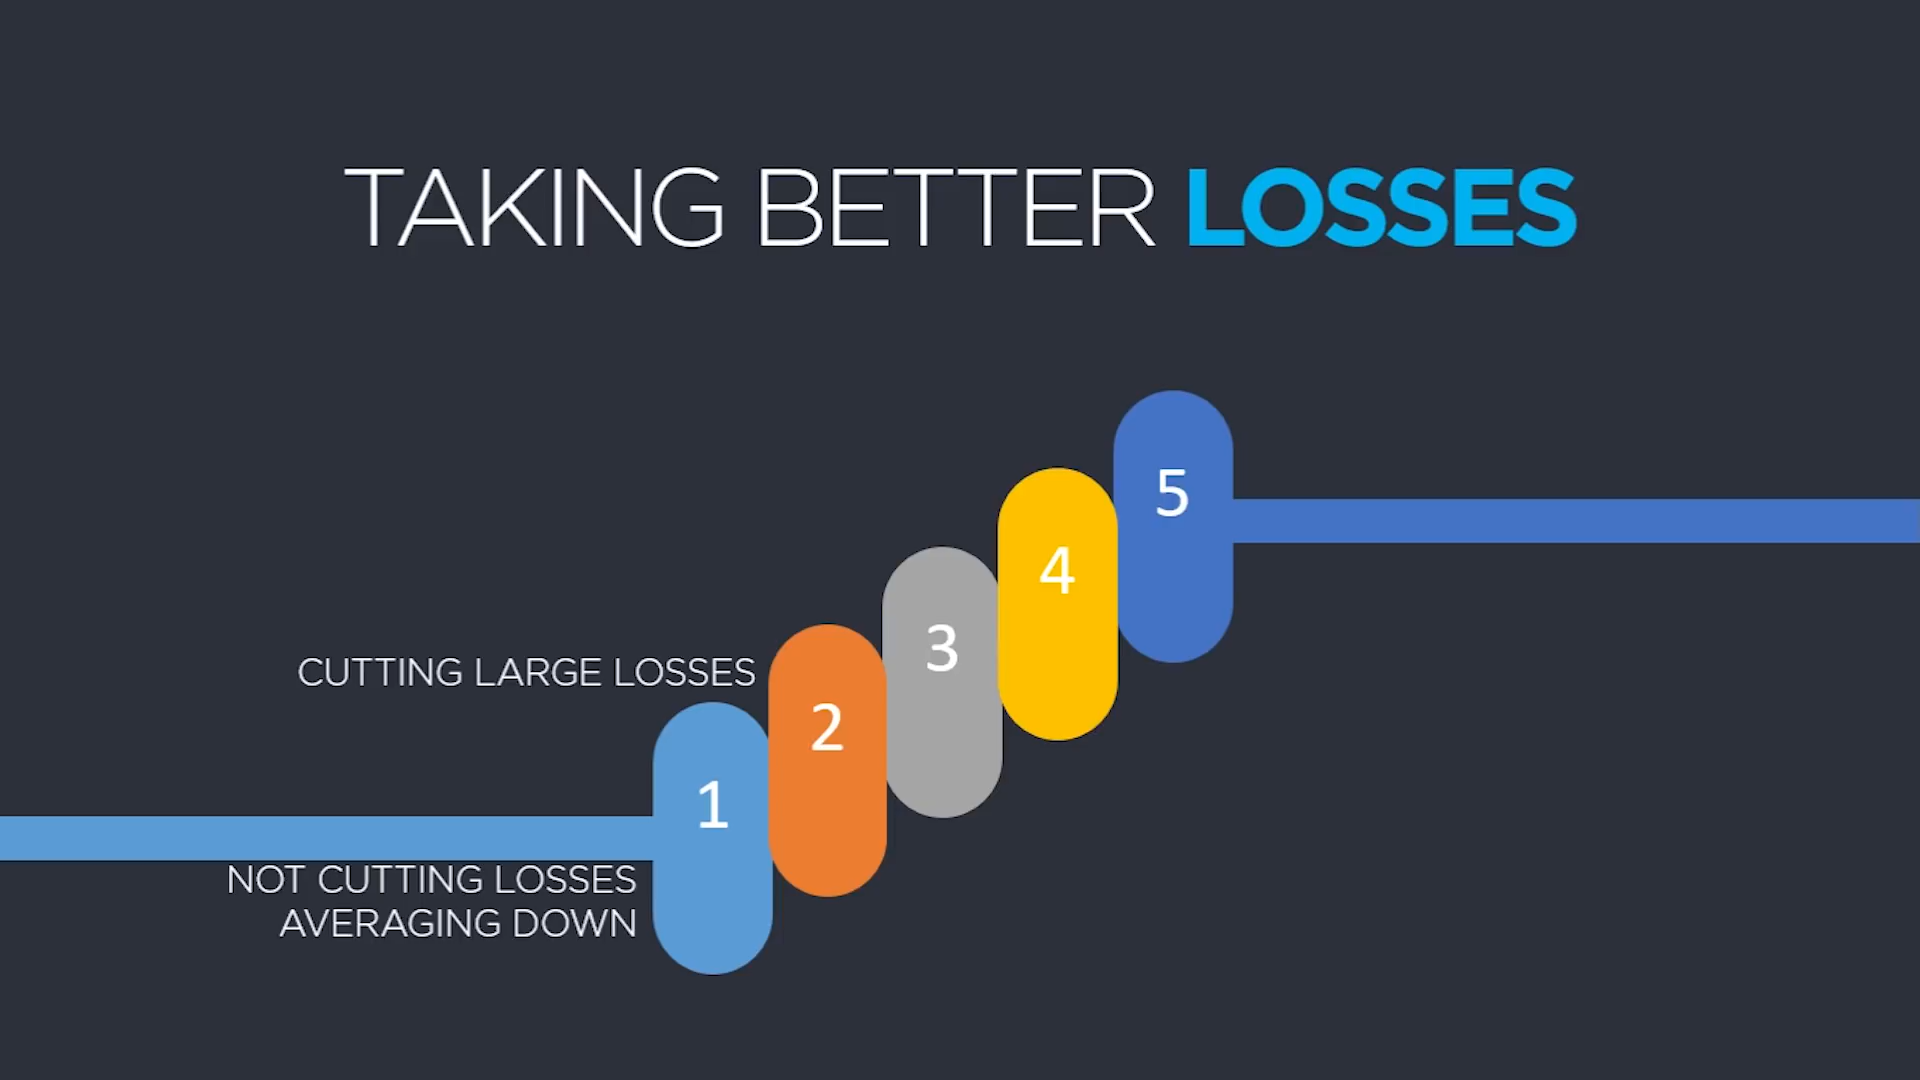 TAKING BETTER LOSSES
5
4
3
CUTTING LARGE LOSSES
2
1
NOT CUTTING LOSSES
AVERAGING DOWN